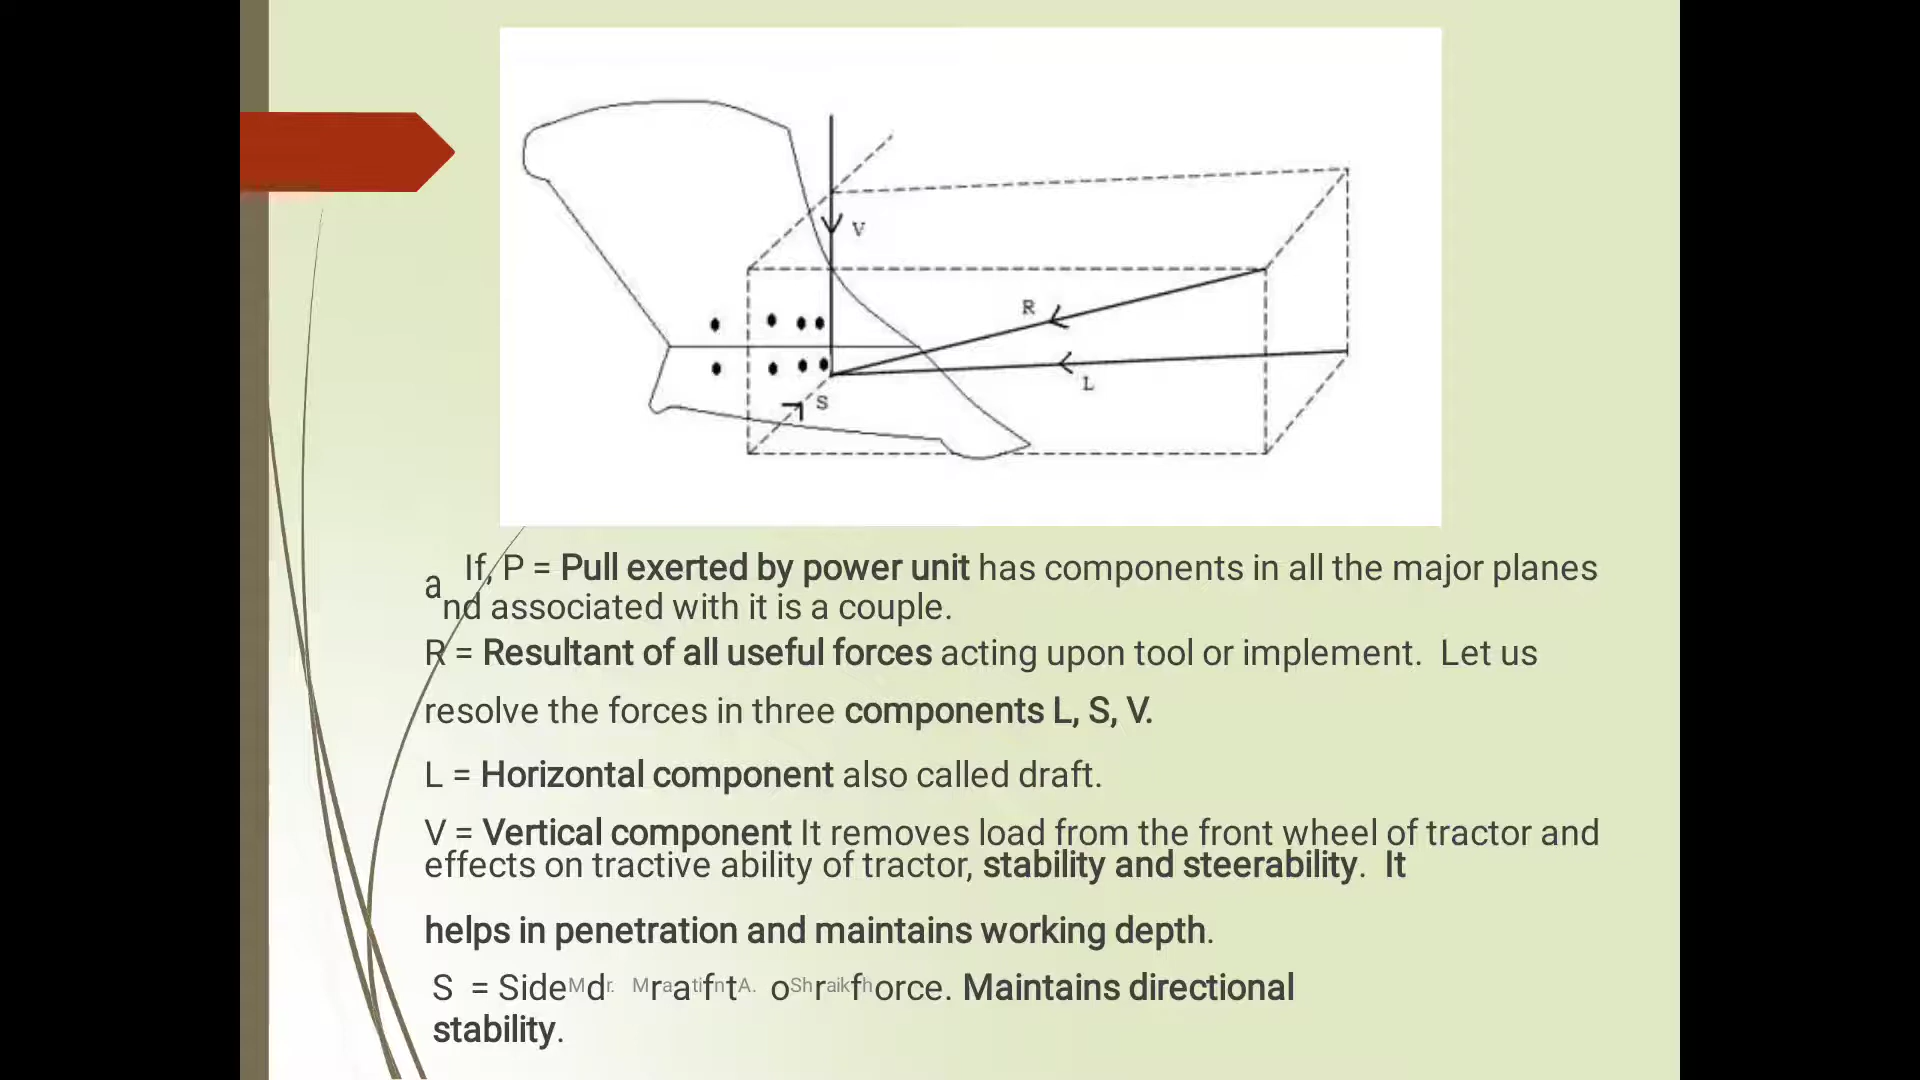 V
R
L
S
If, P = Pull exerted by power unit has components in all the major planes
and associated with it is a couple.
R = Resultant of all useful forces acting upon tool or implement.  Let us
resolve the forces in three components L, S, V.
L = Horizontal component also called draft.
V = Vertical component It removes load from the front wheel of tractor and
effects on tractive ability of tractor, stability and steerability.  It
helps in penetration and maintains working depth.
S  = Side draft or force. Maintains directional
Mr. Matin A. Shaikh
stability.